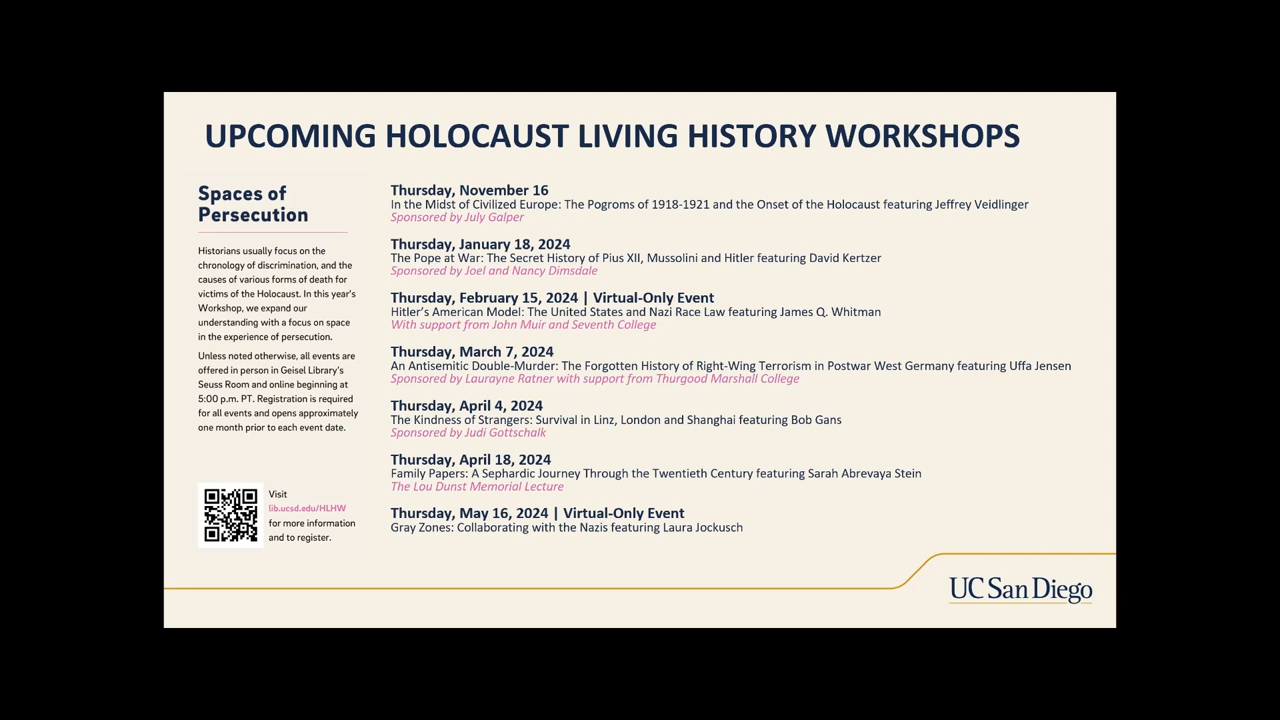 UPCOMING HOLOCAUST LIVING HISTORY WORKSHOPS
Spaces of
Persecution
Historians usually focus on the
chronology of discrimination, and the
causes of various forms of death for
victims of the Holocaust. In this year's
Workshop, we expand our
understanding with a focus on space
in the experience of persecution.
Unless noted otherwise, all events are
offered in person in Geisel Library's
Seuss Room and online beginning at
5:00 p.m. PT. Registration is required
for all events and opens approximately
one month prior to each event date.
Visit
lib.ucsd.edu/HLHW
for more information
and to register.
Thursday, November 16
In the Midst of Civilized Europe: The Pogroms of 1918-1921 and the Onset of the Holocaust featuring Jeffrey Veidlinger
Sponsored by July Galper
Thursday, January 18, 2024
The Pope at War: The Secret History of Pius XII, Mussolini and Hitler featuring David Kertzer
Sponsored by Joel and Nancy Dimsdale
Thursday, February 15, 2024 | Virtual-Only Event
Hitler's American Model: The United States and Nazi Race Law featuring James Q. Whitman
With support from John Muir and Seventh College
Thursday, March 7, 2024
An Antisemitic Double-Murder: The Forgotten History of Right-Wing Terrorism in Postwar West Germany featuring Uffa Jensen
Sponsored by Laurayne Ratner with support from Thurgood Marshall College
Thursday, April 4, 2024
The Kindness of Strangers: Survival in Linz, London and Shanghai featuring Bob Gans
Sponsored by Judi Gottschalk
Thursday, April 18, 2024
Family Papers: A Sephardic Journey Through the Twentieth Century featuring Sarah Abrevaya Stein
The Lou Dunst Memorial Lecture
Thursday, May 16, 2024 | Virtual-Only Event
Gray Zones: Collaborating with the Nazis featuring Laura Jockusch
UC San Diego